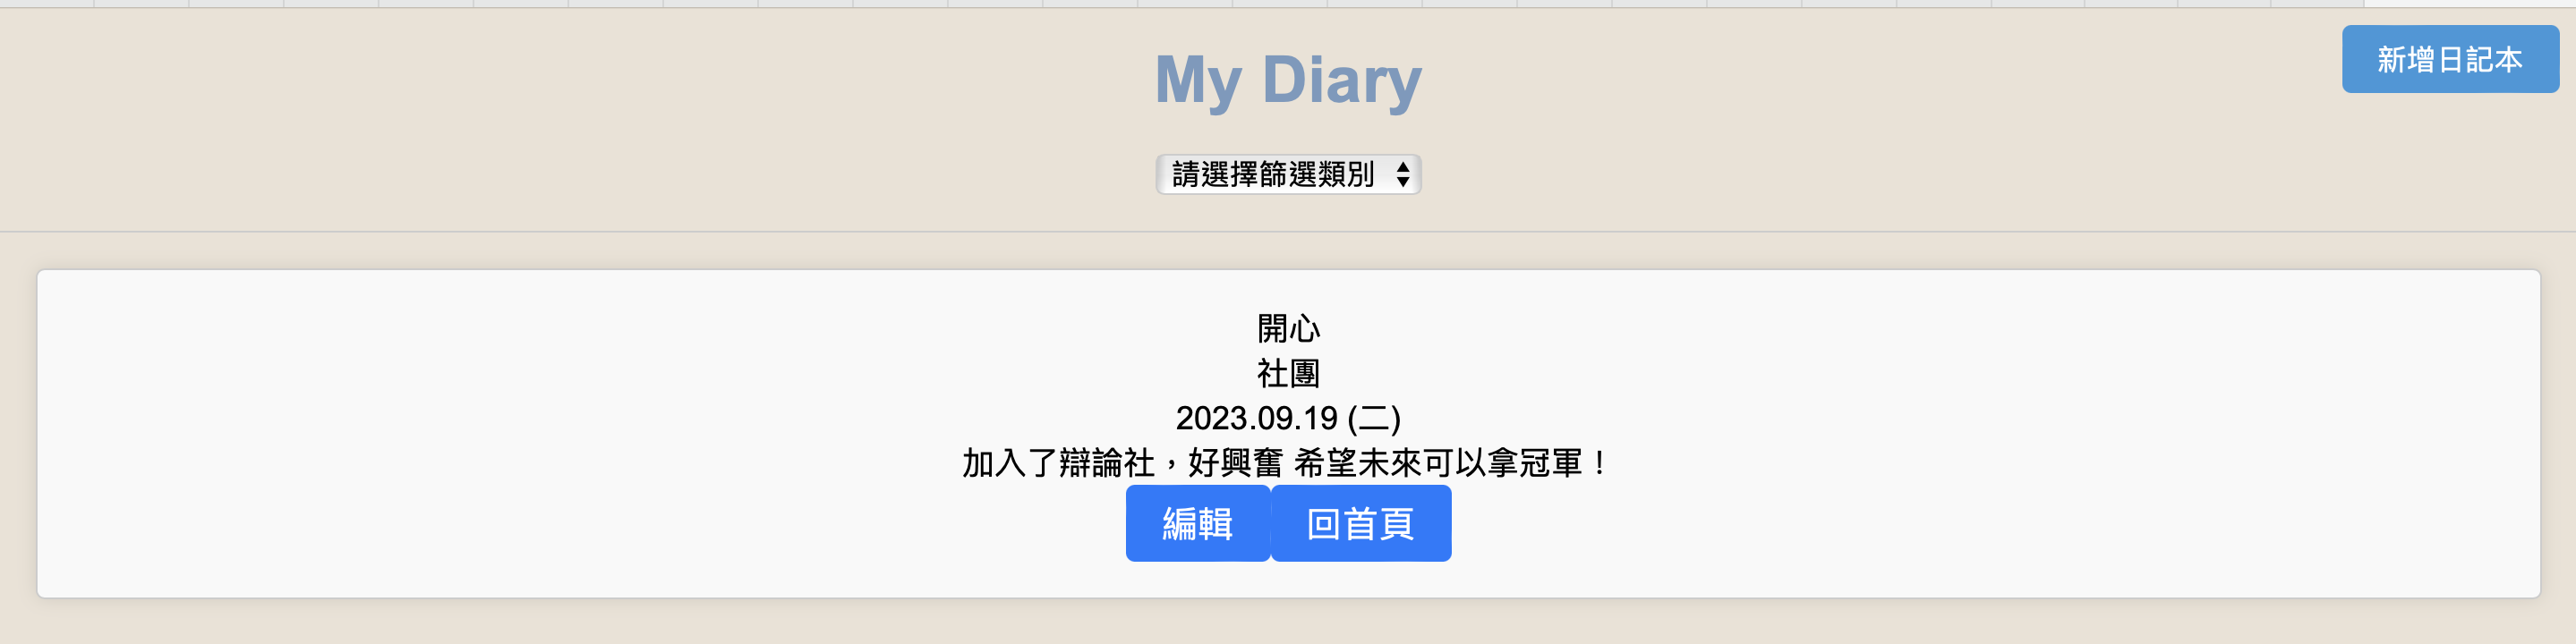 My Diary
新增日記本
請選擇篩選類別
開心
社團
2023.09.19 (二)
加入了辯論社，好興奮 希望未來可以拿冠軍！
編輯
回首頁